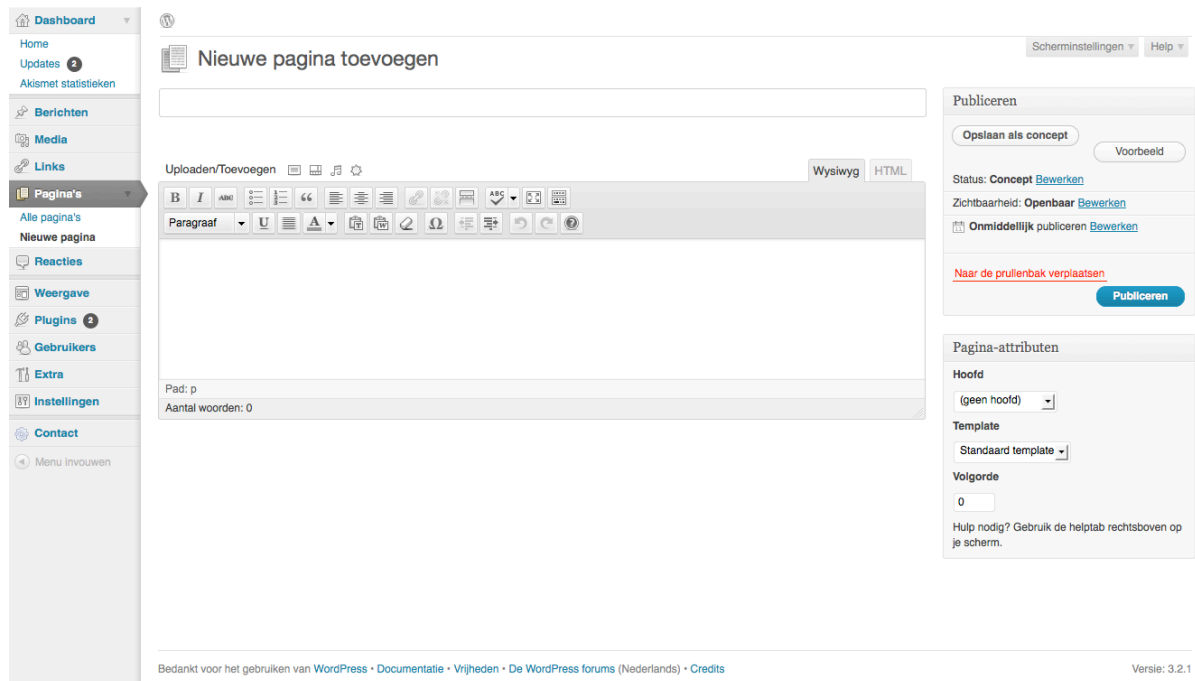 Dashboard
Home
Updates 2
Akismet statistieken
Berichten
Media
Links
Pagina's
Alle pagina's
Nieuwe pagina
Reacties
Weergave
Plugins 2
Gebruikers
Extra
Instellingen
Contact
Menu invouwen
Scherminstellingen
Help
Nieuwe pagina toevoegen
Uploaden/Toevoegen
Wysiwyg
HTML
B I ABC ABC
Paragraaf U A T W Ω
Pad: p
Aantal woorden: 0
Publiceren
Opslaan als concept
Voorbeeld
Status: Concept Bewerken
Zichtbaarheid: Openbaar Bewerken
Onmiddellijk publiceren Bewerken
Naar de prullenbak verplaatsen
Publiceren
Pagina-attributen
Hoofd
(geen hoofd)
Template
Standaard template
Volgorde
0
Hulp nodig? Gebruik de helptab rechtsboven op
je scherm.
Bedankt voor het gebruiken van WordPress • Documentatie • Vrijheden • De WordPress forums (Nederlands) • Credits
Versie: 3.2.1